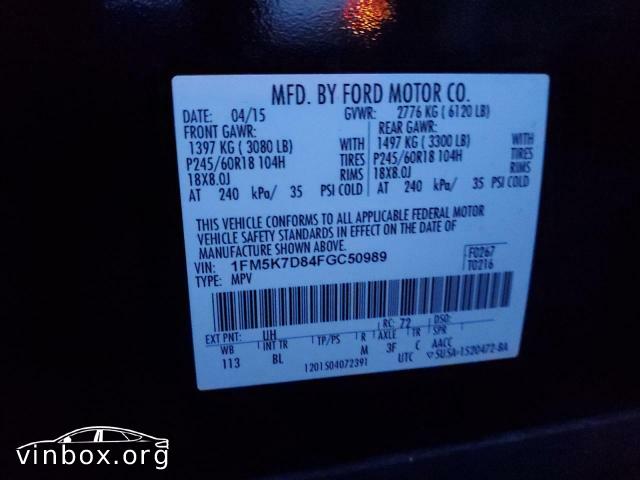 MFD. BY FORD MOTOR CO.
DATE: 04/15 GVWR: 2776 KG ( 6120 LB)
FRONT GAWR: REAR GAWR:
1397 KG ( 3080 LB) WITH 1497 KG ( 3300 LB) WITH
P245/60R18 104H TIRES P245/60R18 104H TIRES
18X8.0J RIMS 18X8.0J RIMS
AT 240 kPa/ 35 PSI COLD AT 240 kPa/ 35 PSI COLD
THIS VEHICLE CONFORMS TO ALL APPLICABLE FEDERAL MOTOR
VEHICLE SAFETY STANDARDS IN EFFECT ON THE DATE OF
MANUFACTURE SHOWN ABOVE.
VIN: 1FM5K7D84FGC50989 F0267
TYPE: MPV T0216
EXT PNT: UH RC: 72 DSO:
WB INT TR TP/PS R AXLE TR SPR
113 BL M 3F C AACC
1201504072391 UTC ▽5U5A-1520472-BA
vinbox.org